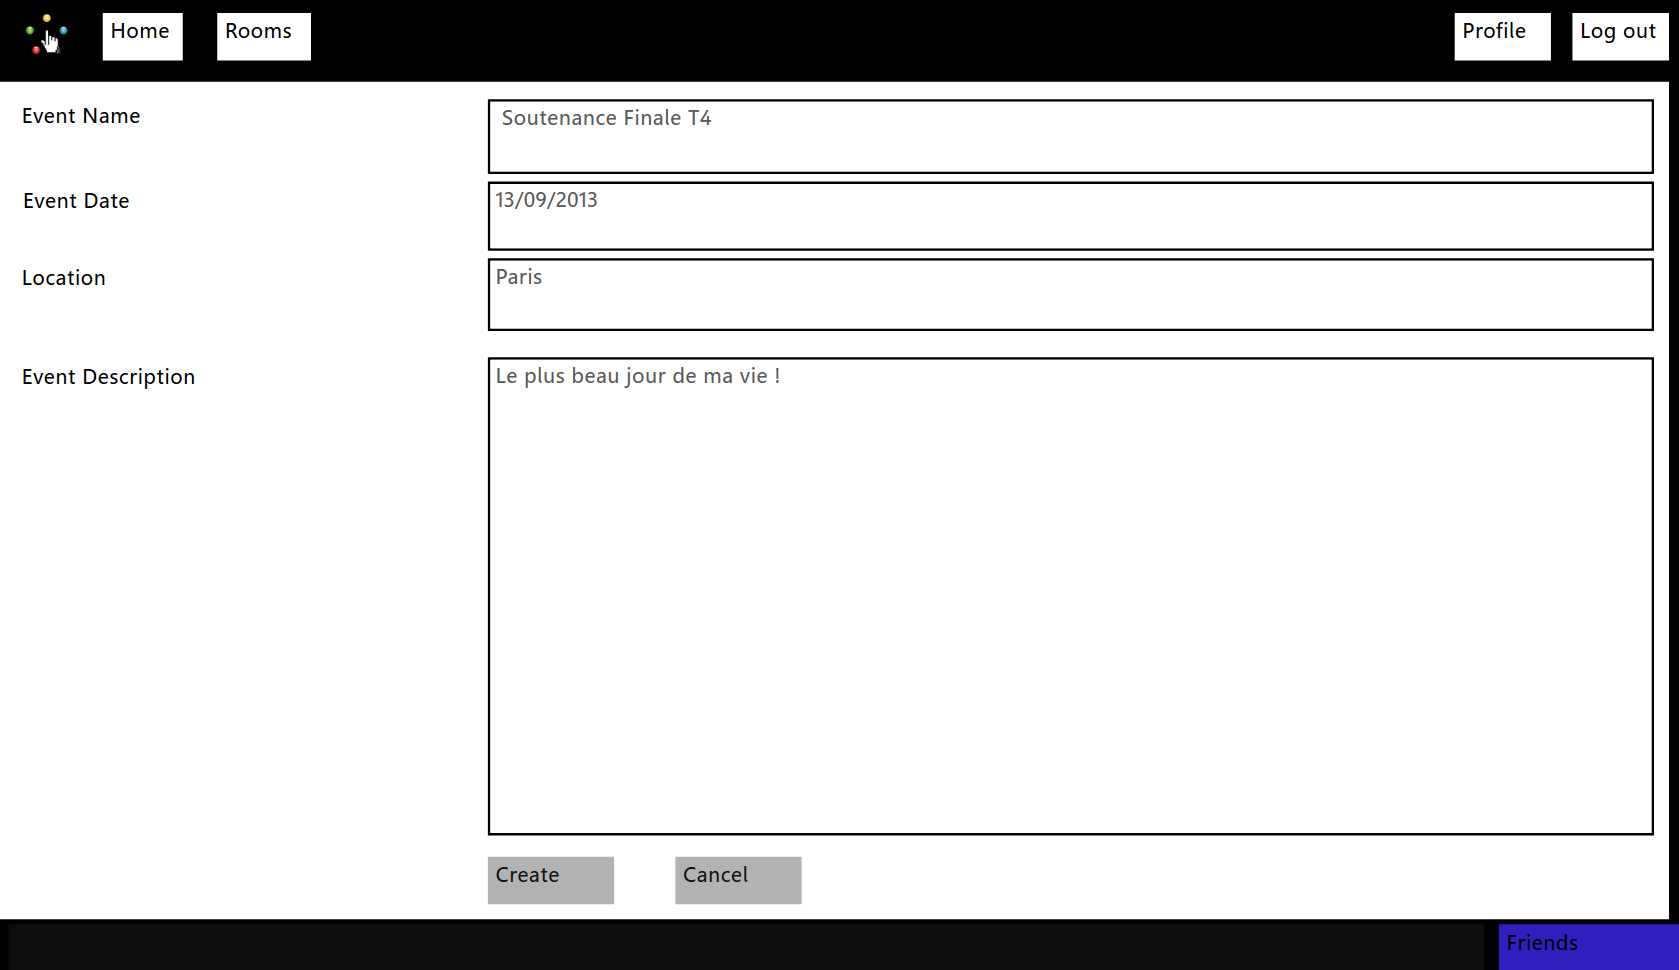 Home
Rooms
Profile
Log out
Event Name
Soutenance Finale T4
Event Date
13/09/2013
Location
Paris
Event Description
Le plus beau jour de ma vie !
Create
Cancel
Friends